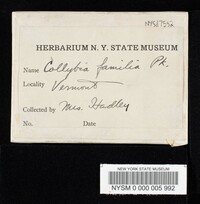 NYSf7592
HERBARIUM N. Y. STATE MUSEUM
Name Collybia familia Pk.
Locality Vermont
Collected by Mrs. Hadley
No. Date
NEW YORK STATE MUSEUM
NYSM 0 000 005 992